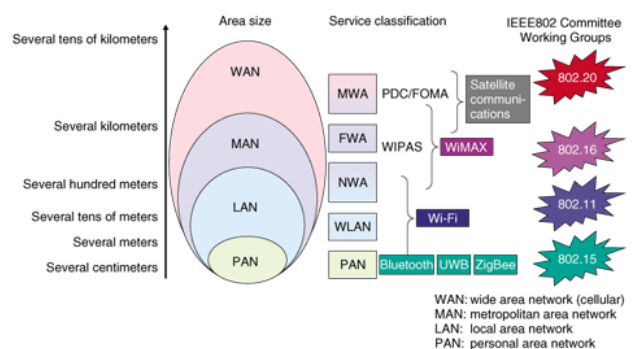 Area size
Service classification
IEEE802 Committee
Working Groups
Several tens of kilometers
Several kilometers
Several hundred meters
Several tens of meters
Several meters
Several centimeters
WAN
MAN
LAN
PAN
MWA
FWA
NWA
WLAN
PAN
PDC/FOMA
WIPAS
Satellite
communi-
cations
WiMAX
Wi-Fi
Bluetooth
UWB
ZigBee
802.20
802.16
802.11
802.15
WAN: wide area network (cellular)
MAN: metropolitan area network
LAN: local area network
PAN: personal area network